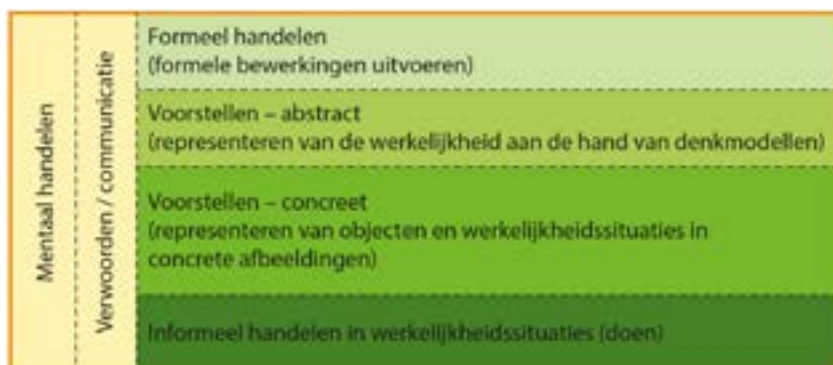 Mentaal handelen
Verwoorden / communicatie
Formeel handelen
(formele bewerkingen uitvoeren)
Voorstellen – abstract
(representeren van de werkelijkheid aan de hand van denkmodellen)
Voorstellen – concreet
(representeren van objecten en werkelijkheidssituaties in
concrete afbeeldingen)
Informeel handelen in werkelijkheidssituaties (doen)